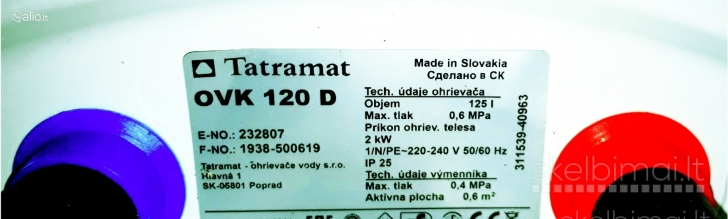 alio.lt
Tatramat
OVK 120 D
E-NO.: 232807
F-NO.: 1938-500619
Tatramat - ohrievače vody s.r.o.
Hlavná 1
SK-05801 Poprad
Made in Slovakia
Сделано в СК
Tech. údaje ohrievača
Objem 125 l
Max. tlak 0,6 MPa
Príkon ohriev. telesa
2 kW
1/N/PE~220-240 V 50/60 Hz
IP 25
Tech. údaje výmenníka
Max. tlak 0,4 MPa
Aktívna plocha 0,6 m²
311539-40963
skelbimai.lt
skelbimai.lt